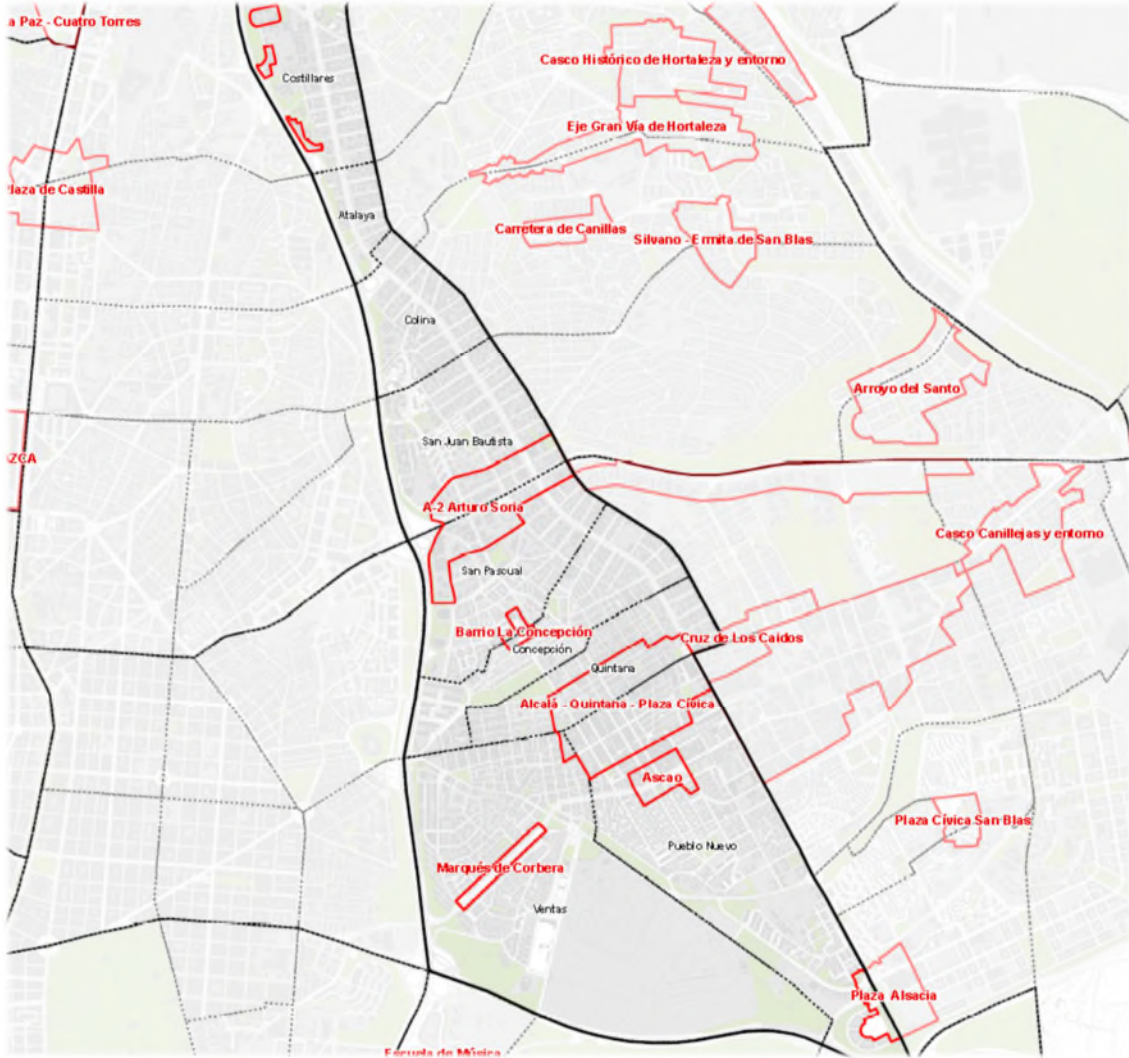 a Paz - Cuatro Torres
Casco Histórico de Hortaleza y entorno
Costillares
Eje Gran Vía de Hortaleza
laza de Castilla
Atalaya
Carretera de Canillas
Silvano - Ermita de San Blas
Colina
Arroyo del Santo
San Juan Bautista
ZCA
A-2 Arturo Soria
Casco Canillejas y entorno
San Pascual
Barrio La Concepción
Cruz de Los Caídos
Concepción
Quintana
Alcalá - Quintana - Plaza Cívica
Ascao
Plaza Cívica San Blas
Pueblo Nuevo
Marqués de Corbera
Ventas
Plaza Alsacia
Escuela de Música